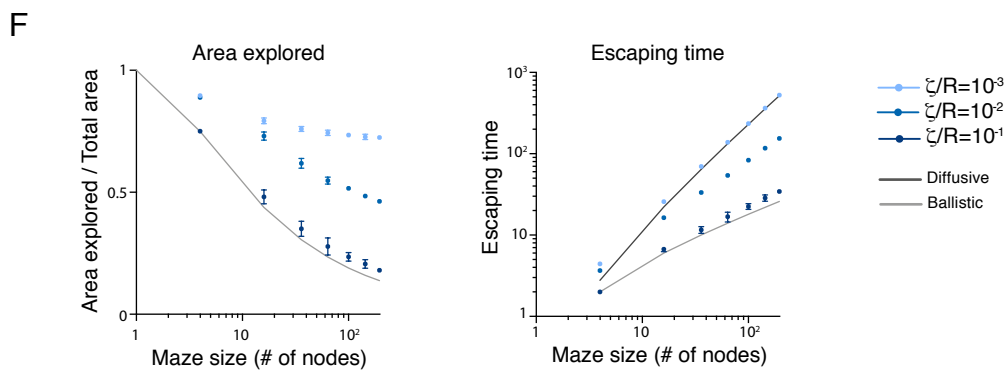 F
Area explored
Escaping time
Area explored / Total area
1
0.5
0
1
10
10²
Maze size (# of nodes)
Escaping time
10³
10²
10
1
1
10
10²
Maze size (# of nodes)
ζ/R=10⁻³
ζ/R=10⁻²
ζ/R=10⁻¹
Diffusive
Ballistic